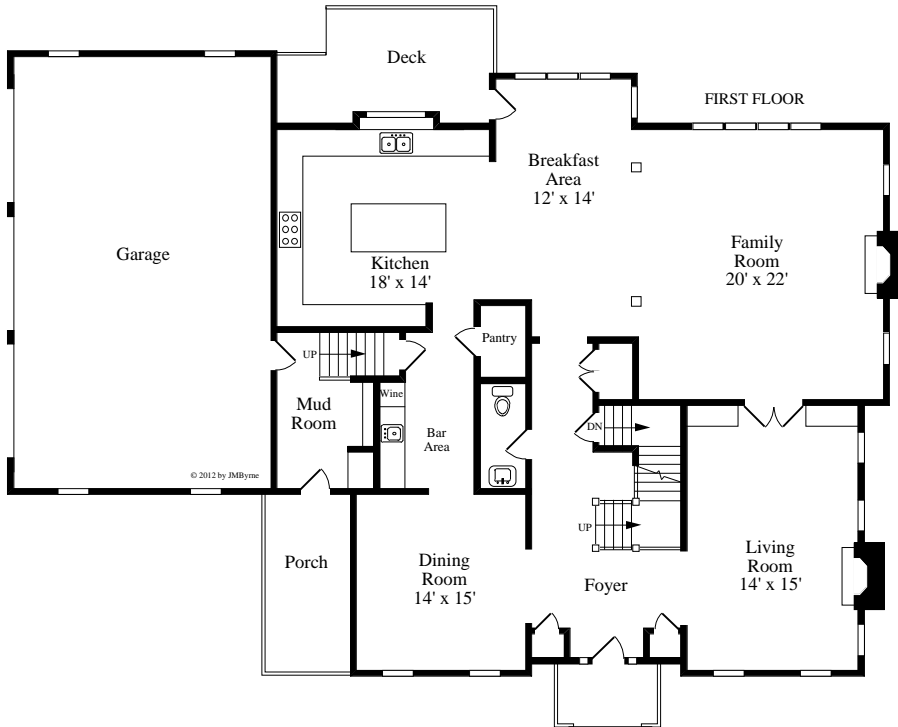 Deck
FIRST FLOOR
Breakfast
Area
12' x 14'
Garage
Family
Room
20' x 22'
Kitchen
18' x 14'
Pantry
UP
Wine
Mud
Room
Bar
Area
DN
© 2012 by JMByrne
UP
Porch
Dining
Room
14' x 15'
Foyer
Living
Room
14' x 15'